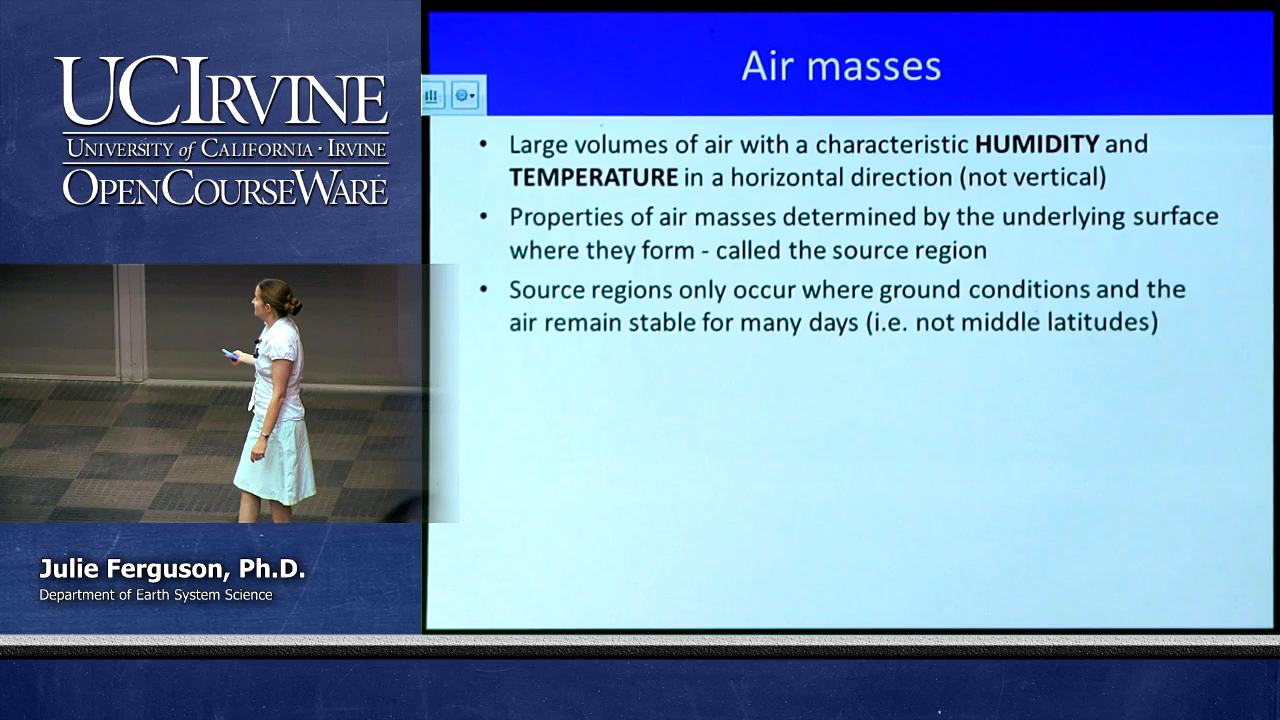 UCIRVINE
UNIVERSITY of CALIFORNIA · IRVINE
OPENCOURSEWARE
Julie Ferguson, Ph.D.
Department of Earth System Science
Air masses
• Large volumes of air with a characteristic HUMIDITY and
TEMPERATURE in a horizontal direction (not vertical)
• Properties of air masses determined by the underlying surface
where they form - called the source region
• Source regions only occur where ground conditions and the
air remain stable for many days (i.e. not middle latitudes)